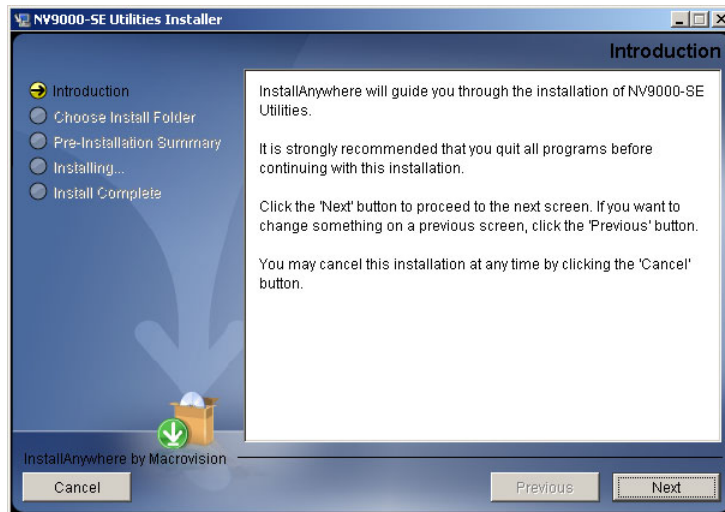 NV9000-SE Utilities Installer
Introduction
Introduction
Choose Install Folder
Pre-Installation Summary
Installing...
Install Complete
InstallAnywhere will guide you through the installation of NV9000-SE
Utilities.
It is strongly recommended that you quit all programs before
continuing with this installation.
Click the 'Next' button to proceed to the next screen. If you want to
change something on a previous screen, click the 'Previous' button.
You may cancel this installation at any time by clicking the 'Cancel'
button.
InstallAnywhere by Macrovision
Cancel
Previous
Next